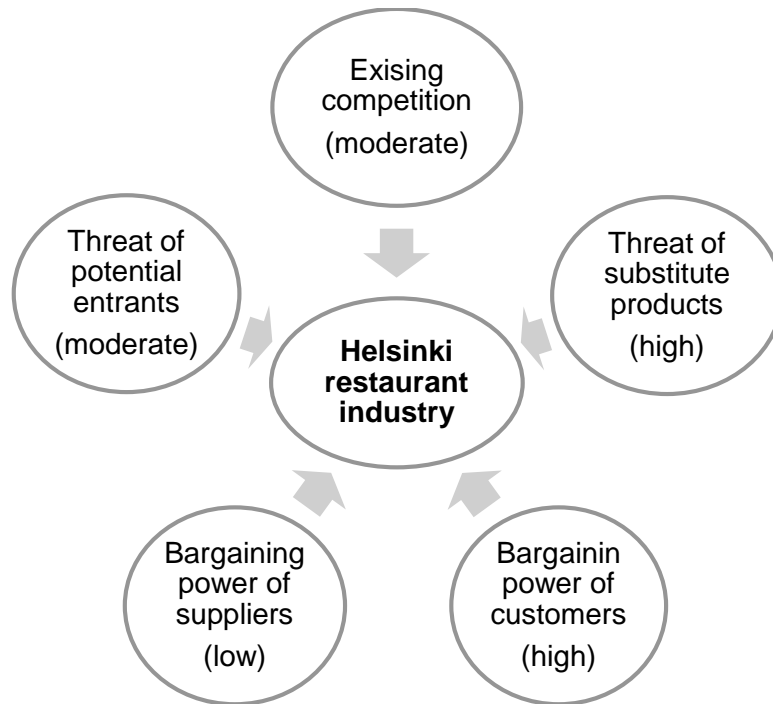 Exising
competition
(moderate)
Threat of
potential
entrants
(moderate)
Threat of
substitute
products
(high)
Helsinki
restaurant
industry
Bargaining
power of
suppliers
(low)
Bargainin
power of
customers
(high)